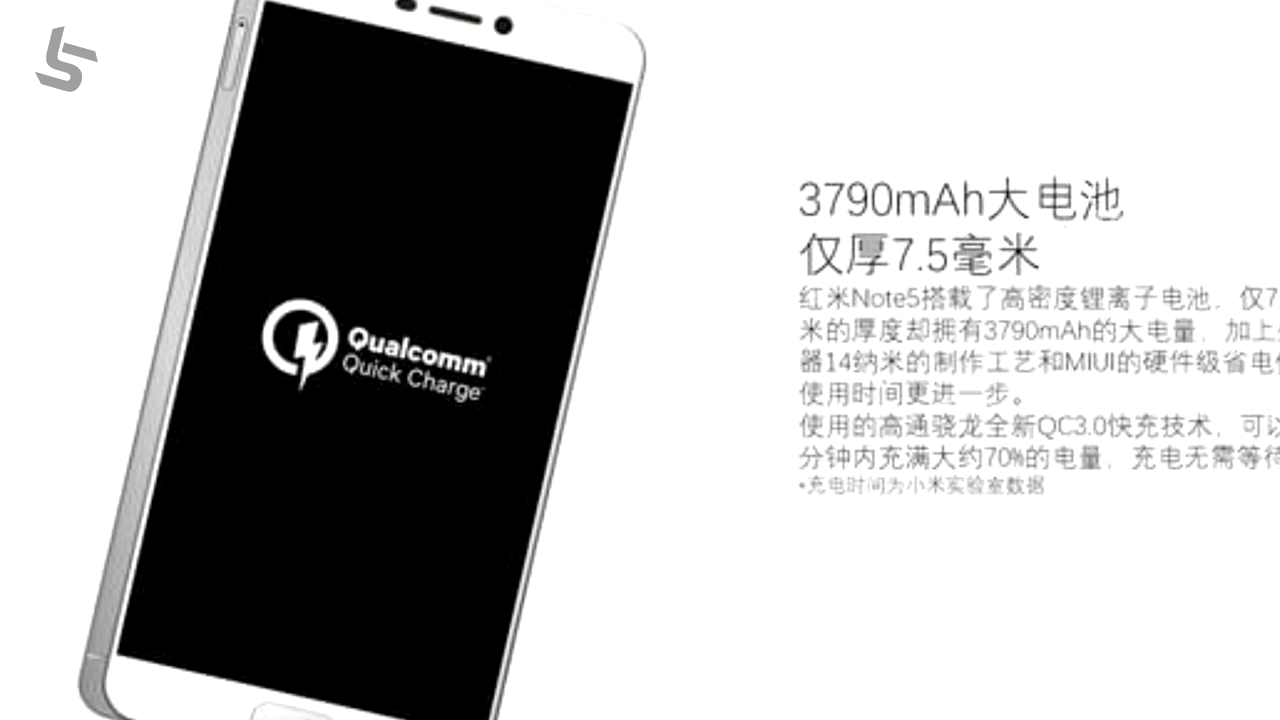 Qualcomm
Quick Charge
3790mAh大电池
仅厚7.5毫米
红米Note5搭载了高密度锂离子电池，仅7
米的厚度却拥有3790mAh的大电量，加上
器14纳米的制作工艺和MIUI的硬件级省电
使用时间更进一步。
使用的高通骁龙全新QC3.0快充技术，可以
分钟内充满大约70%的电量，充电无需等待
*充电时间为小米实验室数据